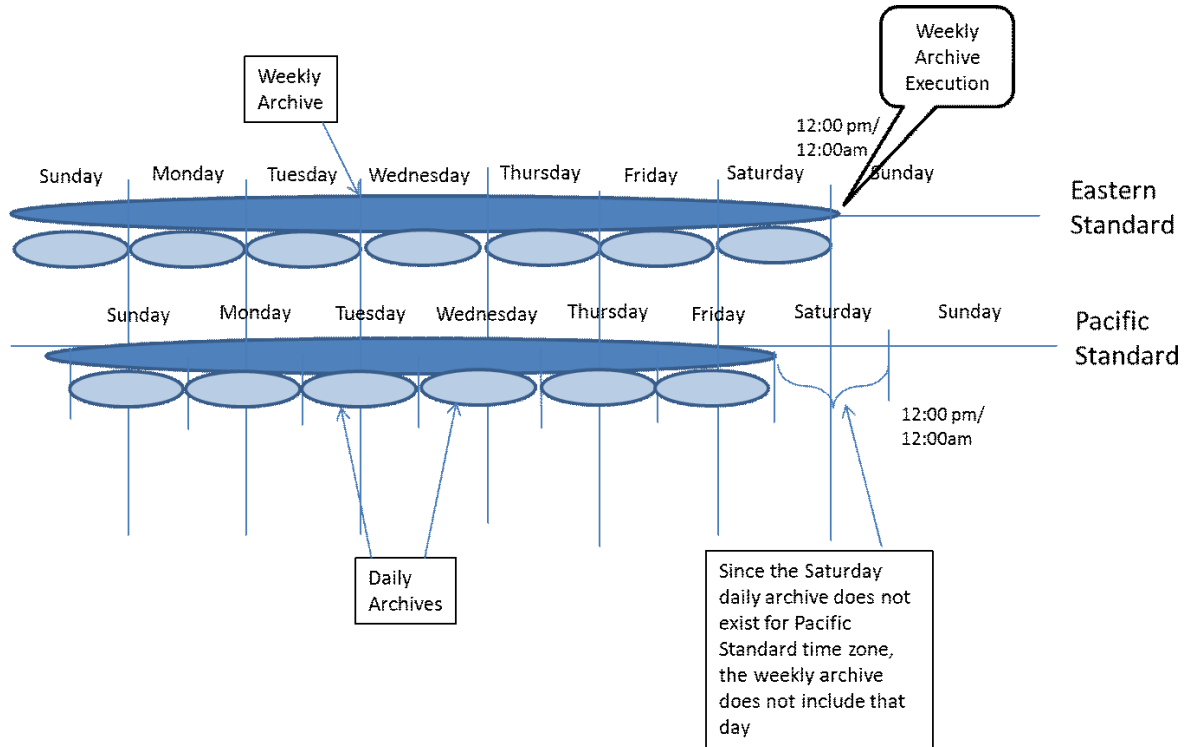 Weekly
Archive
Execution
Weekly
Archive
12:00 pm/
12:00am
Sunday Monday Tuesday Wednesday Thursday Friday Saturday Sunday
Eastern
Standard
Sunday Monday Tuesday Wednesday Thursday Friday Saturday Sunday
Pacific
Standard
12:00 pm/
12:00am
Daily
Archives
Since the Saturday
daily archive does not
exist for Pacific
Standard time zone,
the weekly archive
does not include that
day